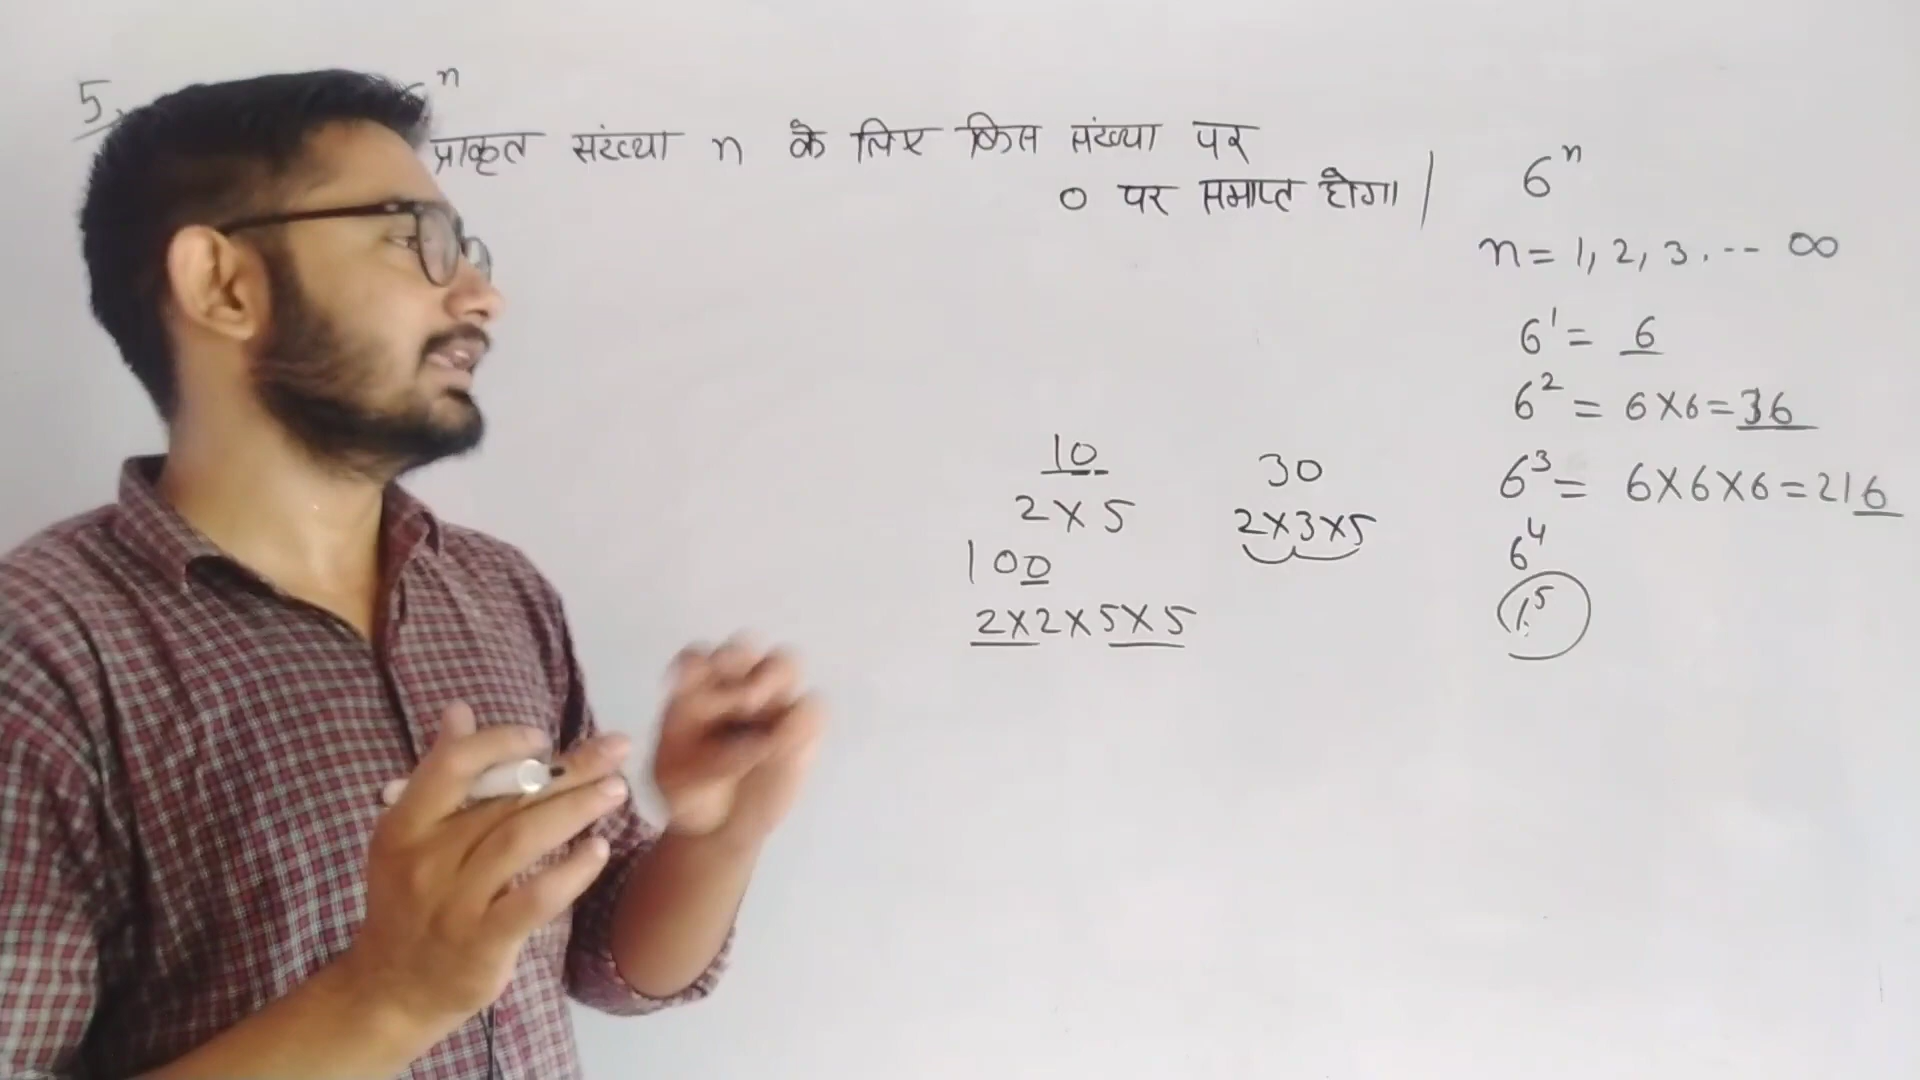 5. 6ⁿ
प्राकृत संख्या n के लिए किस संख्या पर
0 पर समाप्त होगा|
6ⁿ
n = 1, 2, 3, -- ∞
6¹ = 6
6² = 6×6=36
6³ = 6×6×6=216
6⁴
10
2×5
100
2×2×5×5
30
2×3×5